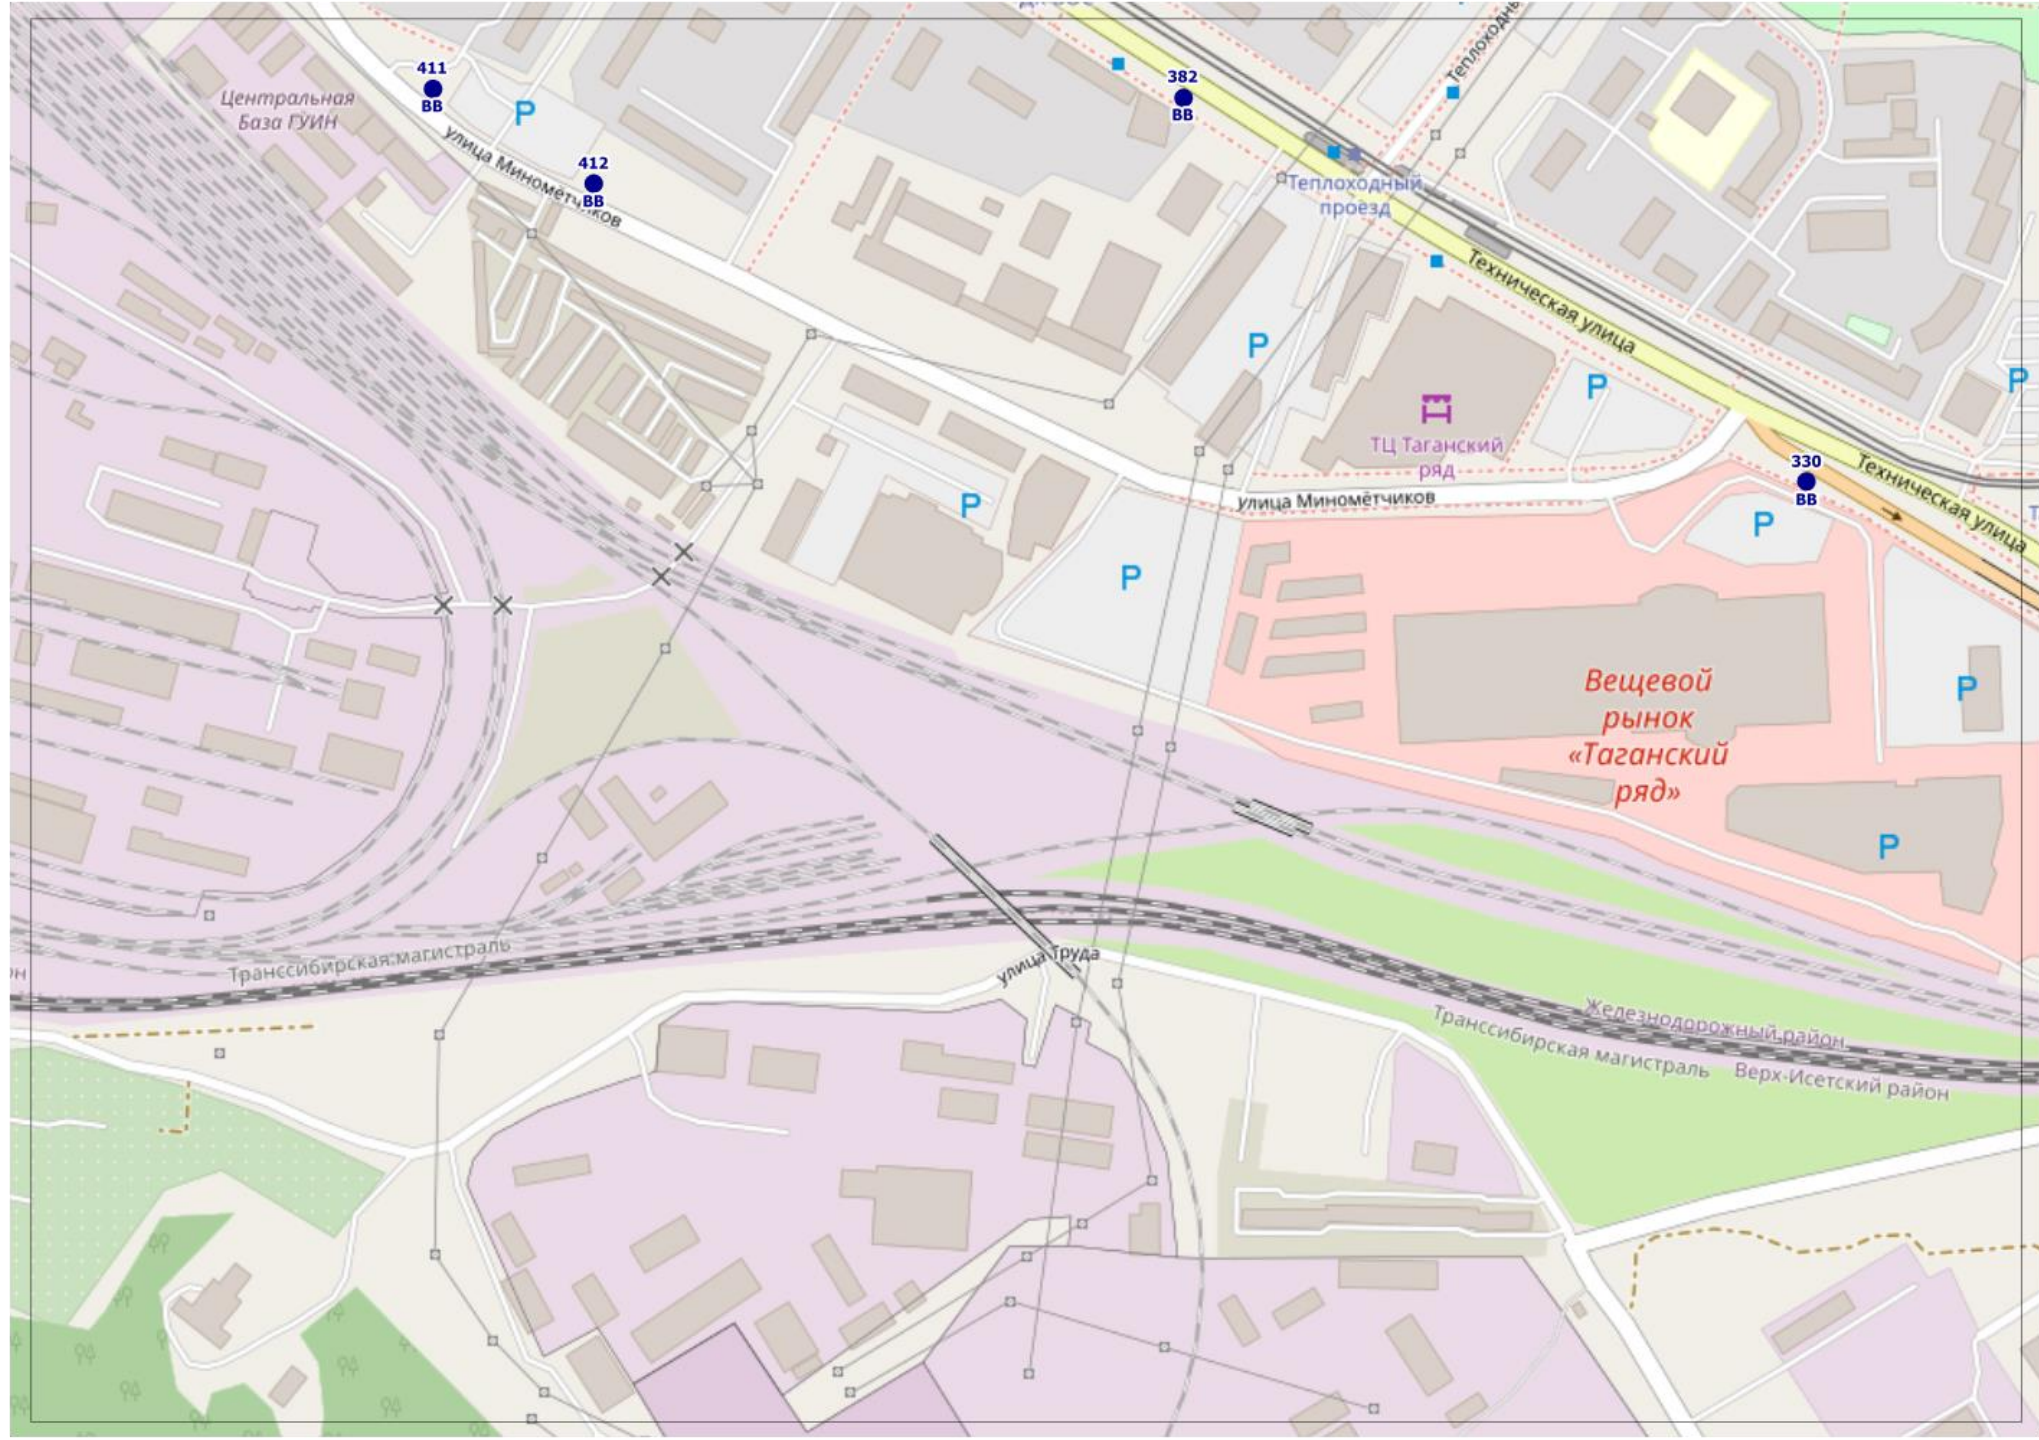 411
ВВ
382
ВВ
Центральная
База ГУИН
P
улица Миномётчиков
412
ВВ
Теплоходный
проезд
Техническая улица
P
P
P
ТЦ Таганский
ряд
330
ВВ
Техническая улица
улица Миномётчиков
P
P
P
Вещевой
рынок
«Таганский
ряд»
P
P
Транссибирская магистраль
улица Труда
Железнодорожный район
Транссибирская магистраль
Верх-Исетский район